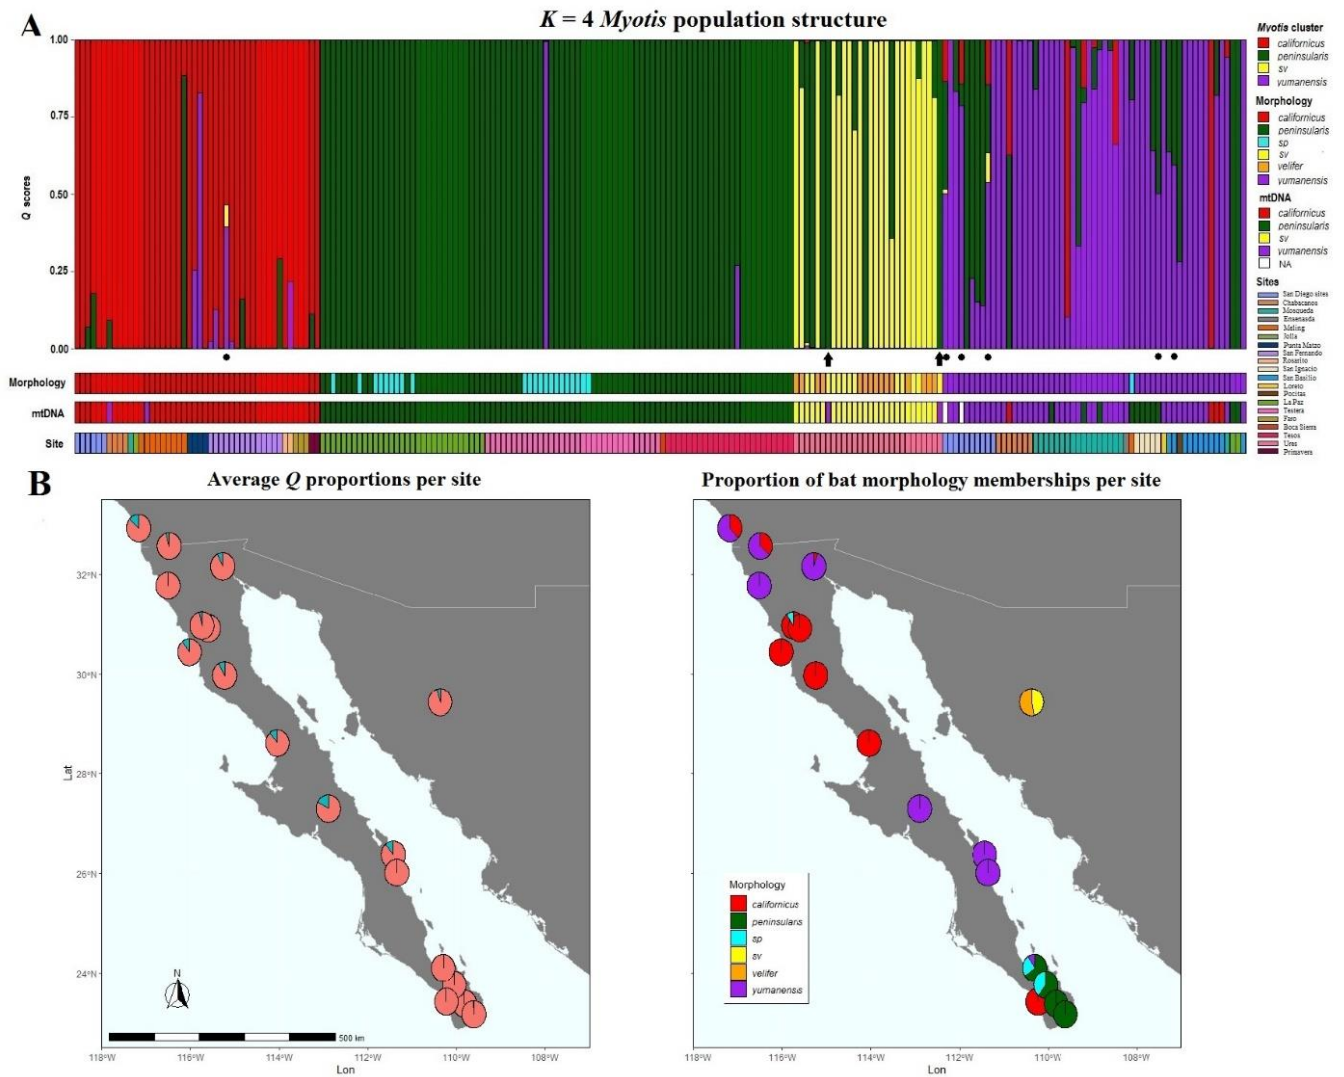 A
K = 4 Myotis population structure
1.00
0.75
0.50
0.25
0.00
Q scores
Morphology
mtDNA
Site
Myotis cluster
californicus
peninsularis
sv
yumanensis
Morphology
californicus
peninsularis
sp
sv
velifer
yumanensis
mtDNA
californicus
peninsularis
sv
yumanensis
NA
Sites
San Diego sites
Chabacanos
Mosqueda
Ensenada
Meling
Jolla
Punta Mazo
San Fernando
Rosarito
San Ignacio
San Basilio
Loreto
Pocitas
La Paz
Testera
Paso
Boca Sierra
Tesos
Uras
Primavera
B
Average Q proportions per site
32°N
30°N
28°N
26°N
24°N
Lat
N
500 km
118°W
116°W
114°W
112°W
110°W
108°W
Lon
Proportion of bat morphology memberships per site
Morphology
californicus
peninsularis
sp
sv
velifer
yumanensis
118°W
116°W
114°W
112°W
110°W
108°W
Lon